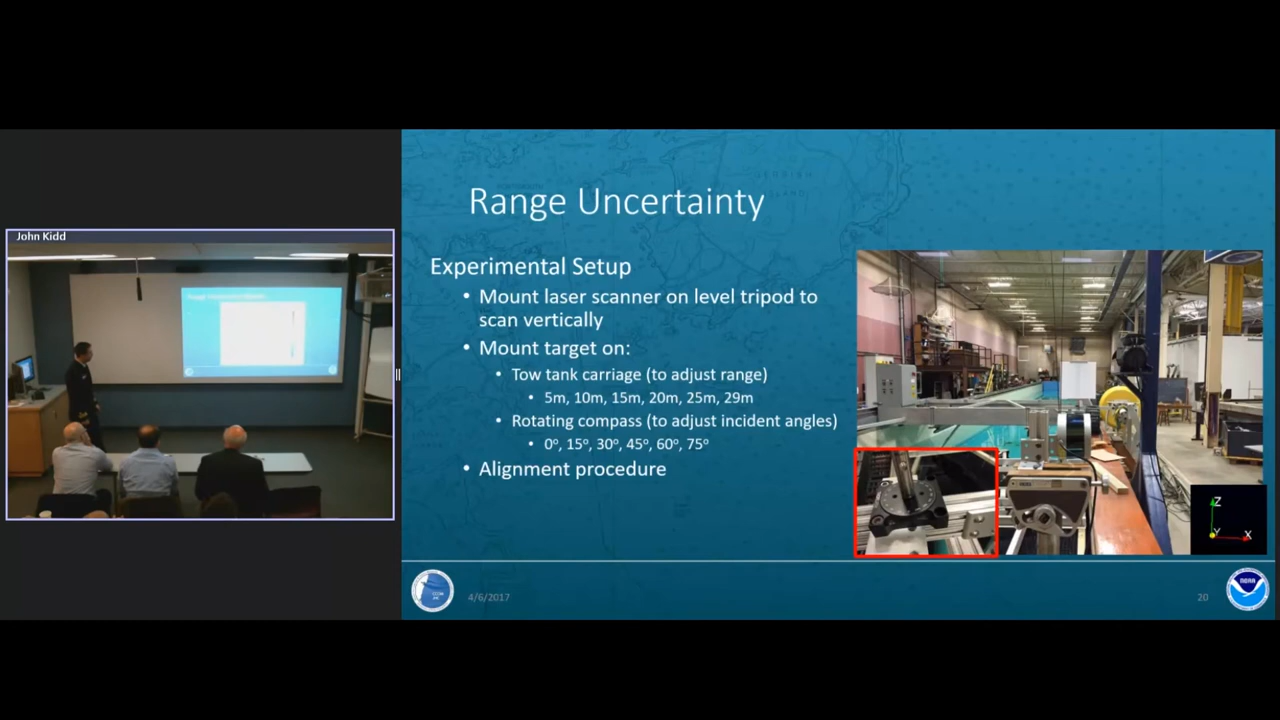 John Kidd
Range Uncertainty
Experimental Setup
• Mount laser scanner on level tripod to
scan vertically
• Mount target on:
• Tow tank carriage (to adjust range)
• 5m, 10m, 15m, 20m, 25m, 29m
• Rotating compass (to adjust incident angles)
• 0º, 15º, 30º, 45º, 60º, 75º
• Alignment procedure
Z
Y
X
4/6/2017
20
NOAA